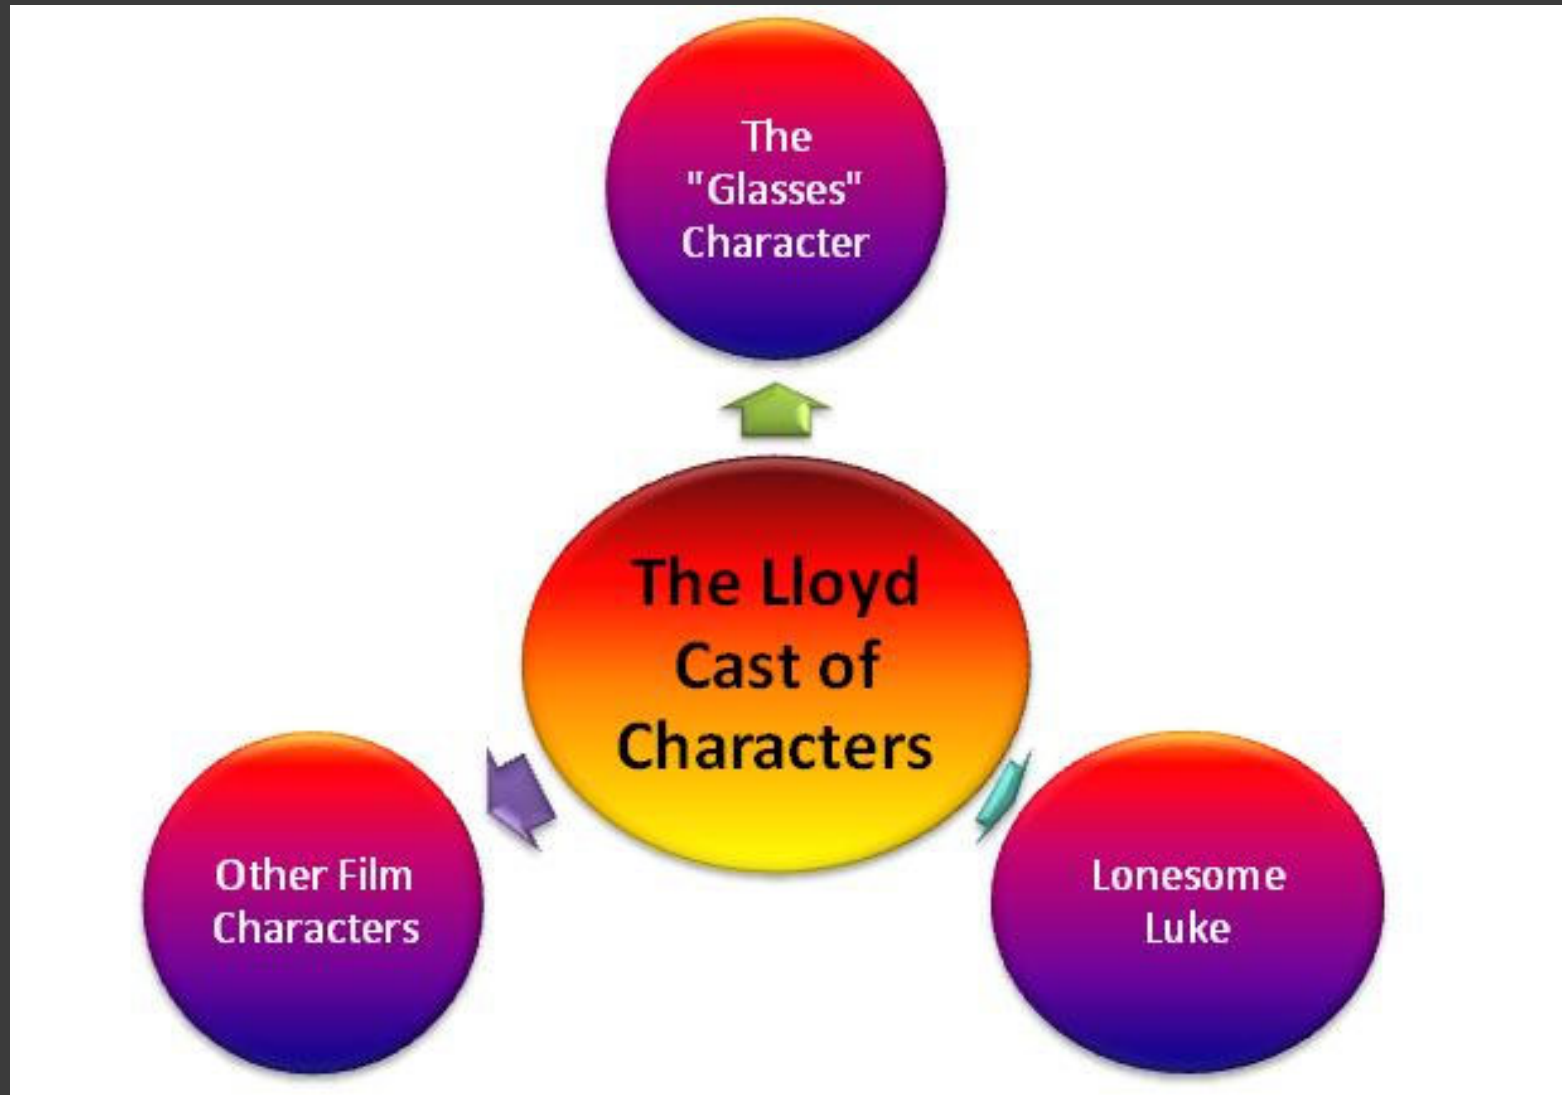 The
"Glasses"
Character
The Lloyd
Cast of
Characters
Other Film
Characters
Lonesome
Luke